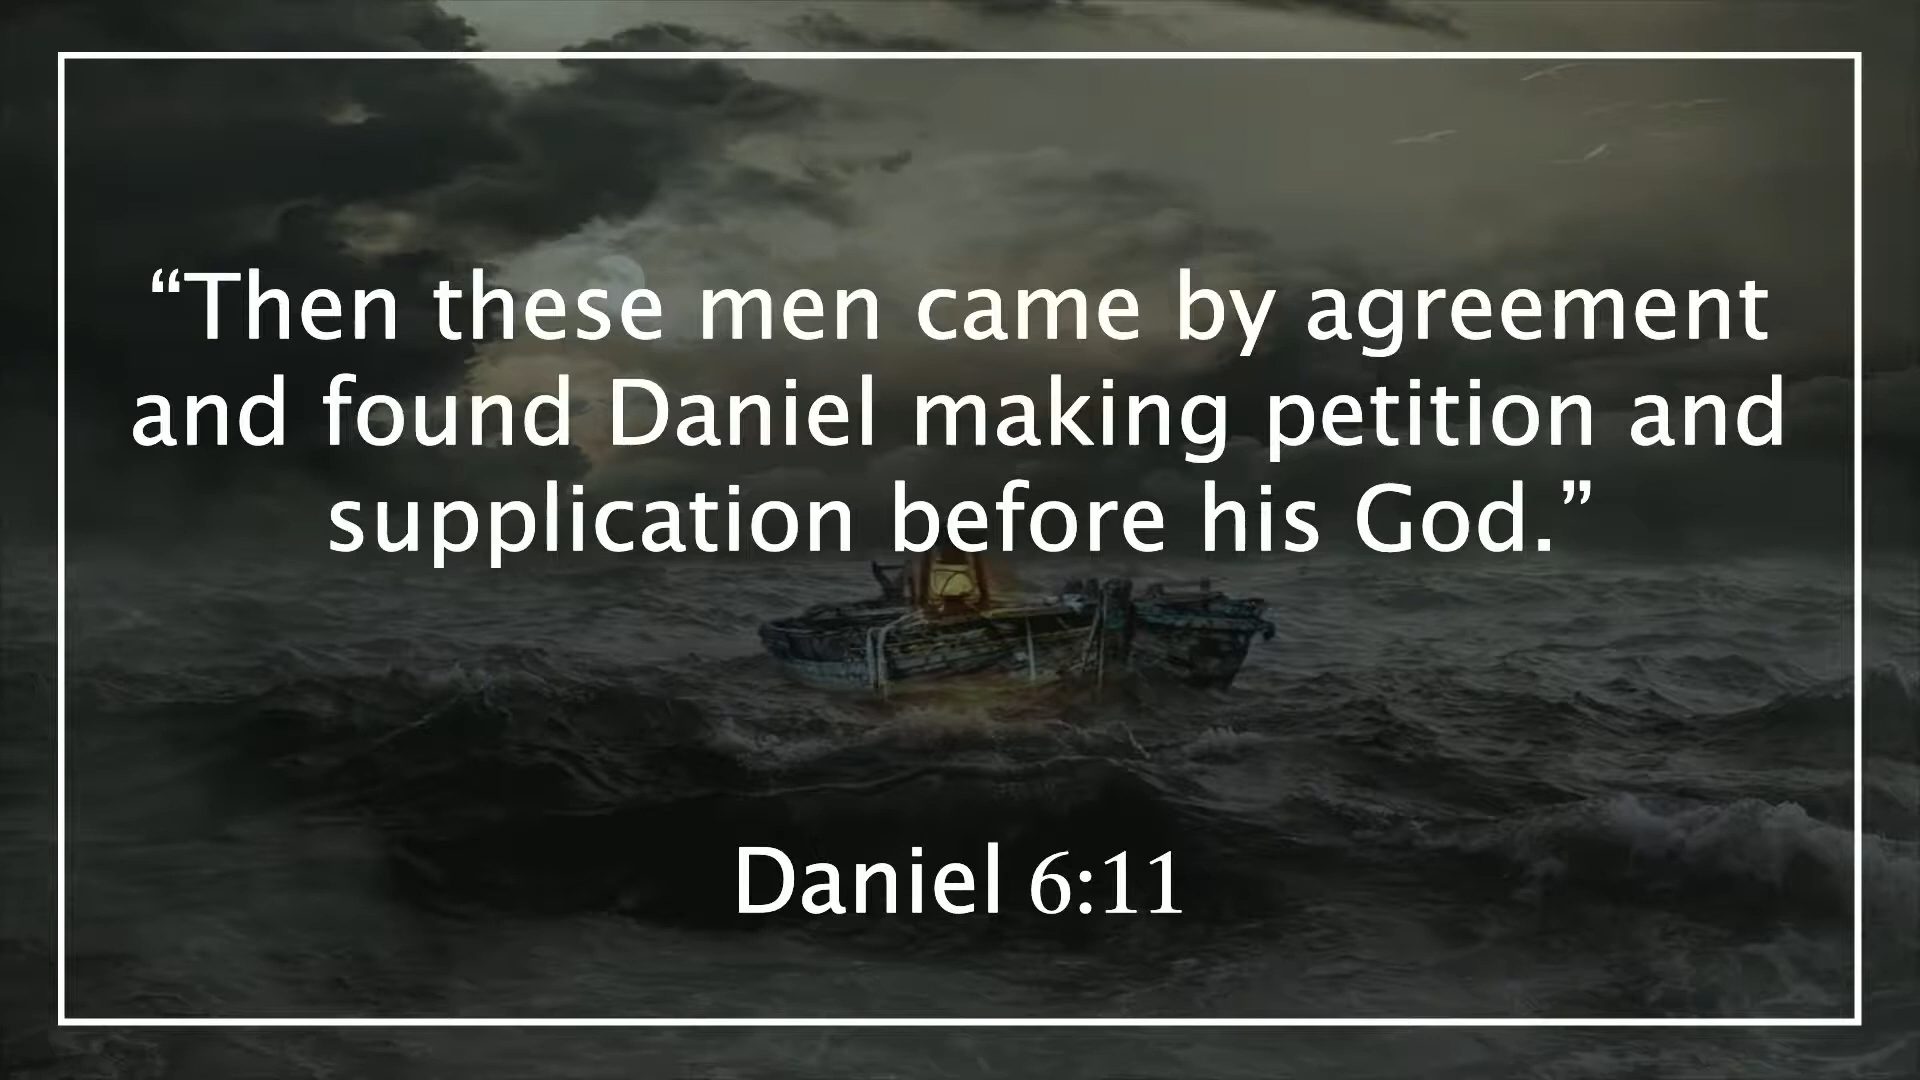 “Then these men came by agreement
and found Daniel making petition and
supplication before his God.”
Daniel 6:11